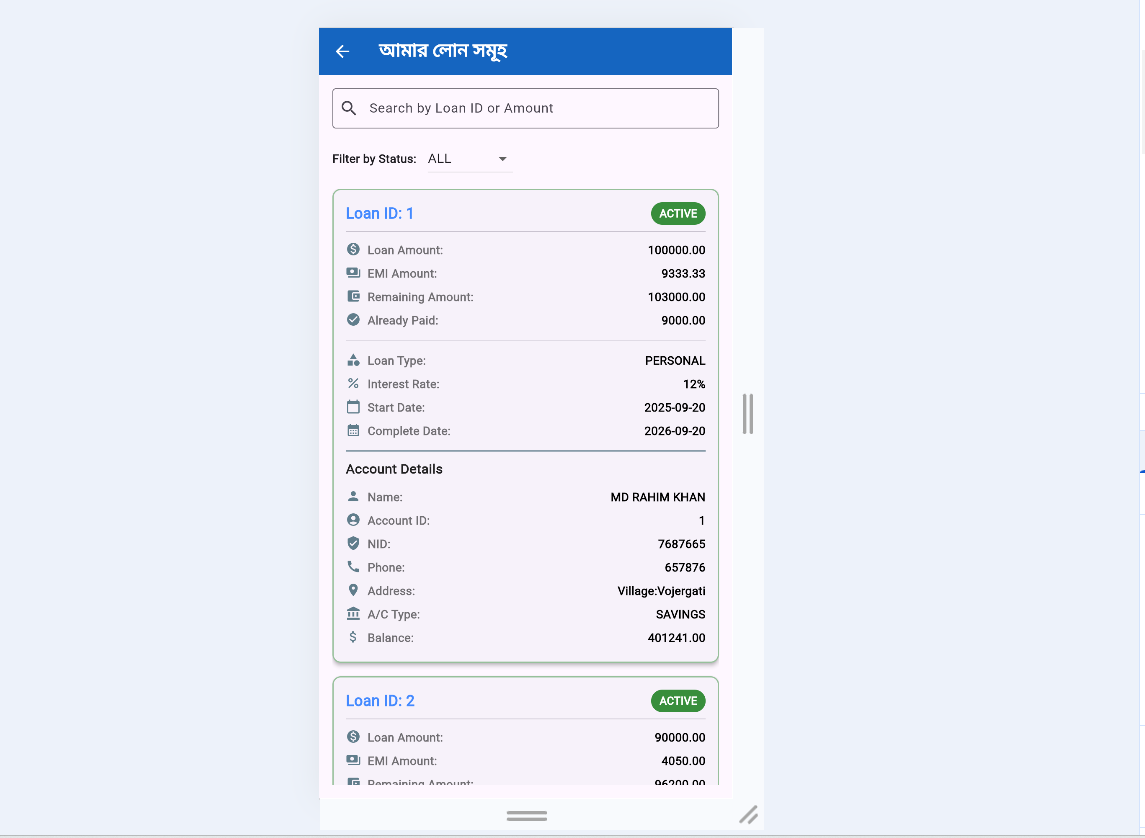 আমার লোন সমূহ
Search by Loan ID or Amount
Filter by Status: ALL
Loan ID: 1 ACTIVE
Loan Amount: 100000.00
EMI Amount: 9333.33
Remaining Amount: 103000.00
Already Paid: 9000.00
Loan Type: PERSONAL
Interest Rate: 12%
Start Date: 2025-09-20
Complete Date: 2026-09-20
Account Details
Name: MD RAHIM KHAN
Account ID: 1
NID: 7687665
Phone: 657876
Address: Village:Vojergati
A/C Type: SAVINGS
Balance: 401241.00
Loan ID: 2 ACTIVE
Loan Amount: 90000.00
EMI Amount: 4050.00
Remaining Amount: 96200.00